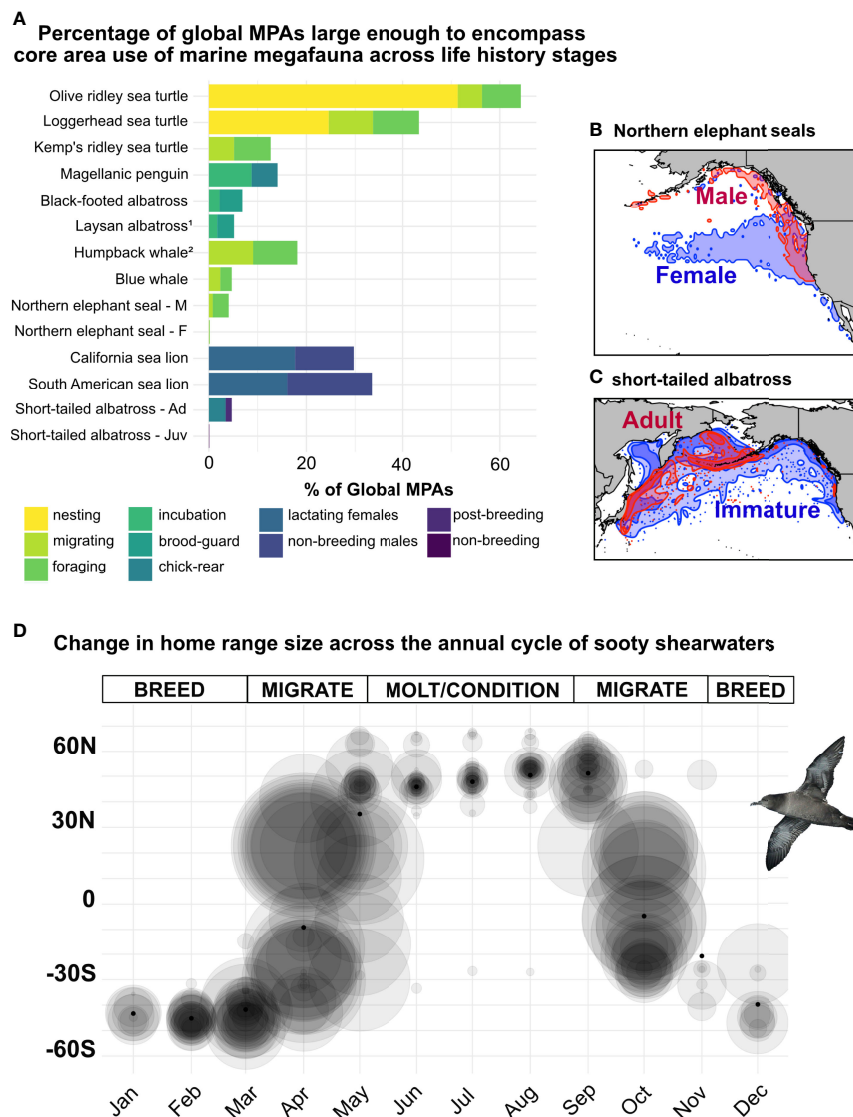 A
Percentage of global MPAs large enough to encompass
core area use of marine megafauna across life history stages
Olive ridley sea turtle
Loggerhead sea turtle
Kemp's ridley sea turtle
Magellanic penguin
Black-footed albatross
Laysan albatross¹
Humpback whale²
Blue whale
Northern elephant seal - M
Northern elephant seal - F
California sea lion
South American sea lion
Short-tailed albatross - Ad
Short-tailed albatross - Juv
0 20 40 60
% of Global MPAs
nesting incubation lactating females post-breeding
migrating brood-guard non-breeding males non-breeding
foraging chick-rear
B Northern elephant seals
Male
Female
C short-tailed albatross
Adult
Immature
D
Change in home range size across the annual cycle of sooty shearwaters
BREED MIGRATE MOLT/CONDITION MIGRATE BREED
60N
30N
0
-30S
-60S
Jan Feb Mar Apr May Jun Jul Aug Sep Oct Nov Dec